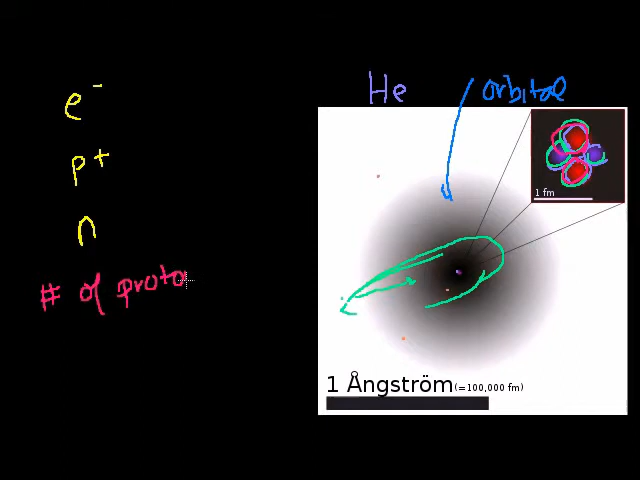 e⁻
p+
n
# of proto
He
orbital
1 fm
1 Ångström (=100,000 fm)